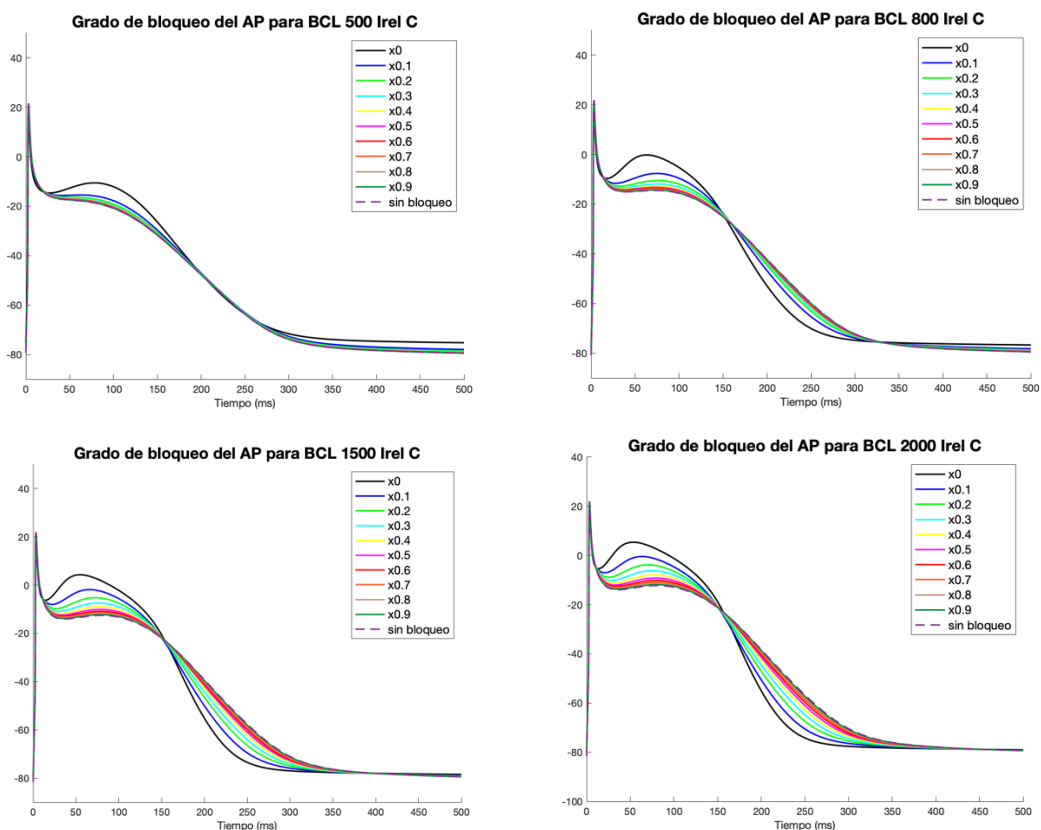 Grado de bloqueo del AP para BCL 500 Irel C
40
20
0
-20
-40
-60
-80
0 50 100 150 200 250 300 350 400 450 500
Tiempo (ms)
x0
x0.1
x0.2
x0.3
x0.4
x0.5
x0.6
x0.7
x0.8
x0.9
sin bloqueo
Grado de bloqueo del AP para BCL 800 Irel C
40
20
0
-20
-40
-60
-80
0 50 100 150 200 250 300 350 400 450 500
Tiempo (ms)
x0
x0.1
x0.2
x0.3
x0.4
x0.5
x0.6
x0.7
x0.8
x0.9
sin bloqueo
Grado de bloqueo del AP para BCL 1500 Irel C
40
20
0
-20
-40
-60
-80
0 50 100 150 200 250 300 350 400 450 500
Tiempo (ms)
x0
x0.1
x0.2
x0.3
x0.4
x0.5
x0.6
x0.7
x0.8
x0.9
sin bloqueo
Grado de bloqueo del AP para BCL 2000 Irel C
40
20
0
-20
-40
-60
-80
-100
0 50 100 150 200 250 300 350 400 450 500
Tiempo (ms)
x0
x0.1
x0.2
x0.3
x0.4
x0.5
x0.6
x0.7
x0.8
x0.9
sin bloqueo